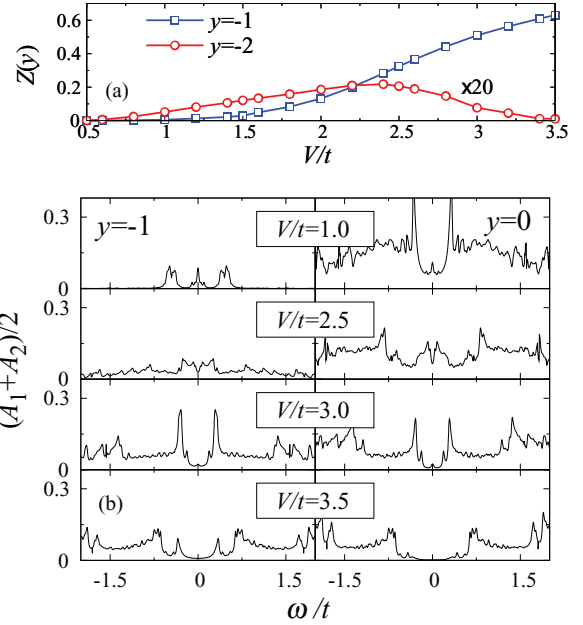 0.6
0.4
0.2
0
Z(y)
y=-1
y=-2
(a)
x20
0.5 1 1.5 2 2.5 3 3.5
V/t
y=-1 y=0
V/t=1.0
0.3
0
V/t=2.5
0.3
0
V/t=3.0
0.3
0
V/t=3.5
0.3
0
(b)
(A₁+A₂)/2
-1.5 0 1.5 -1.5 0 1.5
ω/t